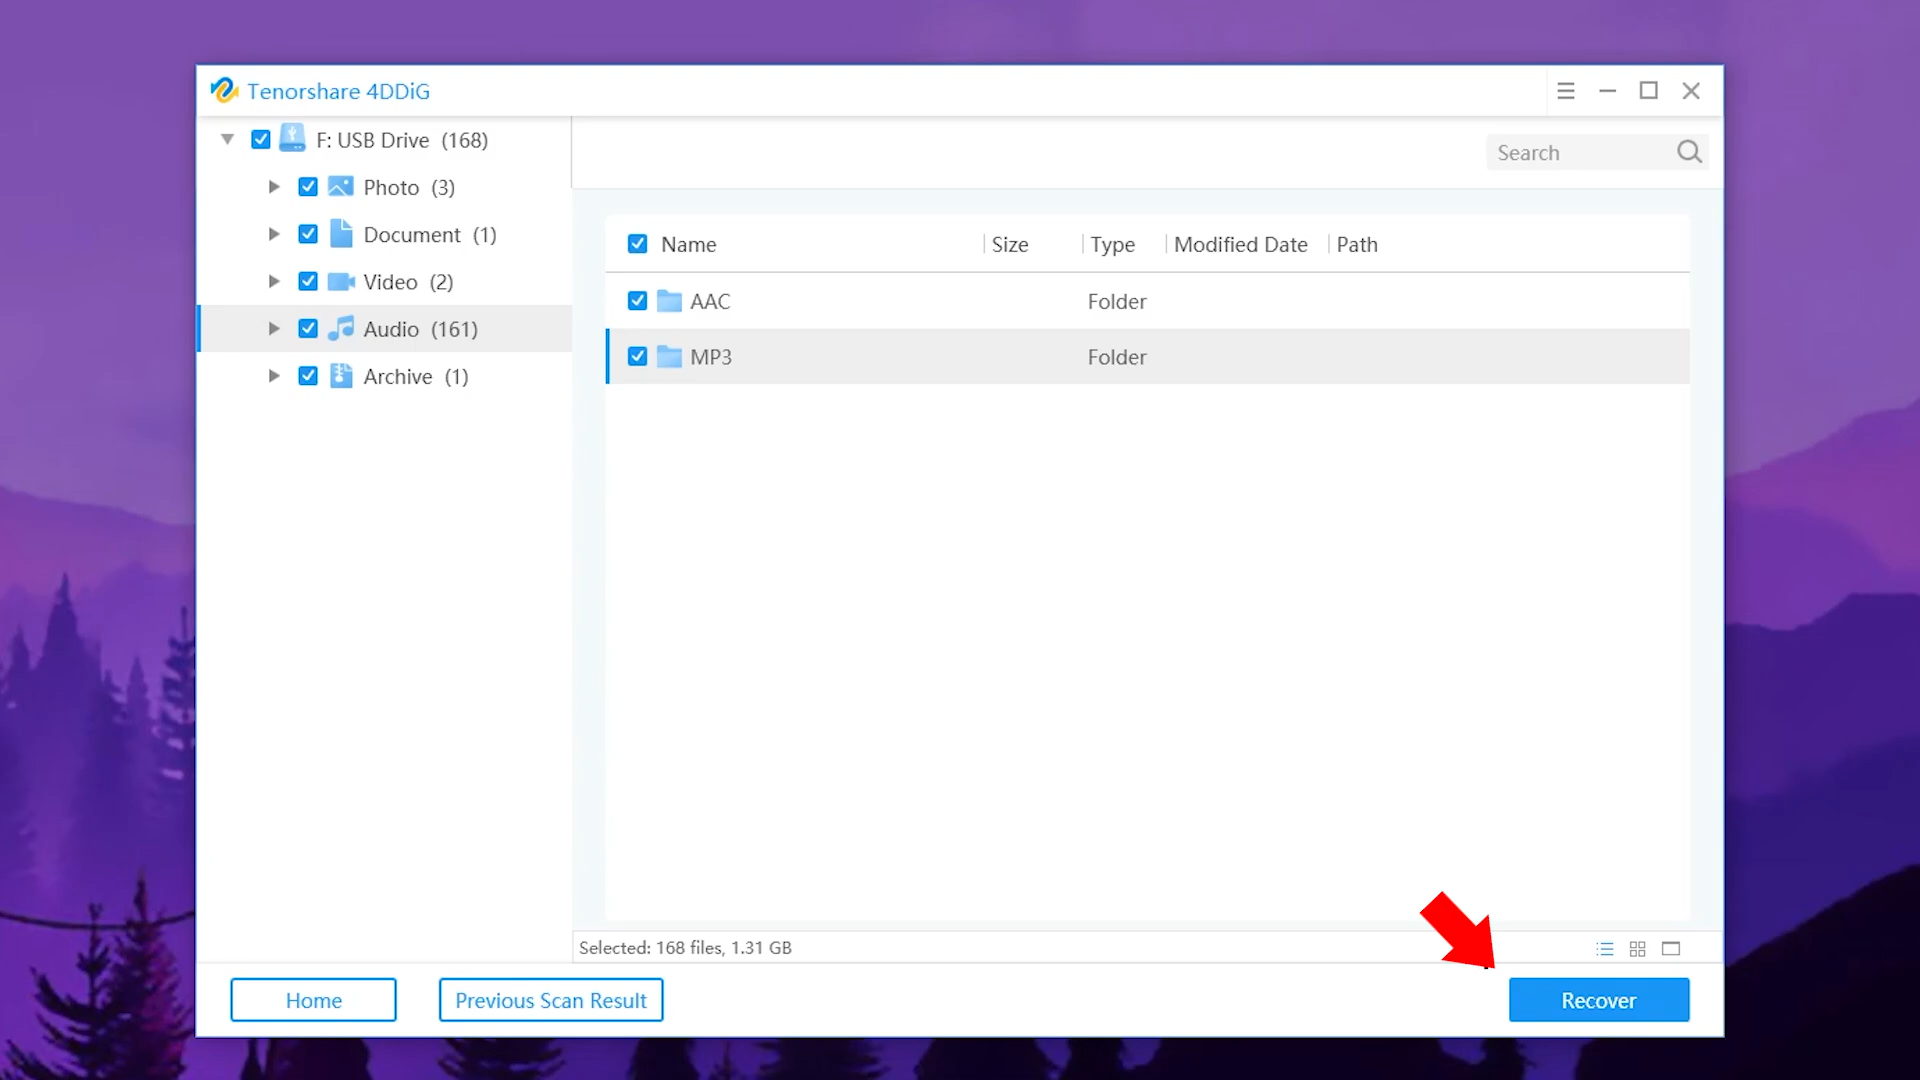 Tenorshare 4DDiG
F: USB Drive (168)
Photo (3)
Document (1)
Video (2)
Audio (161)
Archive (1)
Search
Name Size Type Modified Date Path
AAC Folder
MP3 Folder
Selected: 168 files, 1.31 GB
Home Previous Scan Result Recover